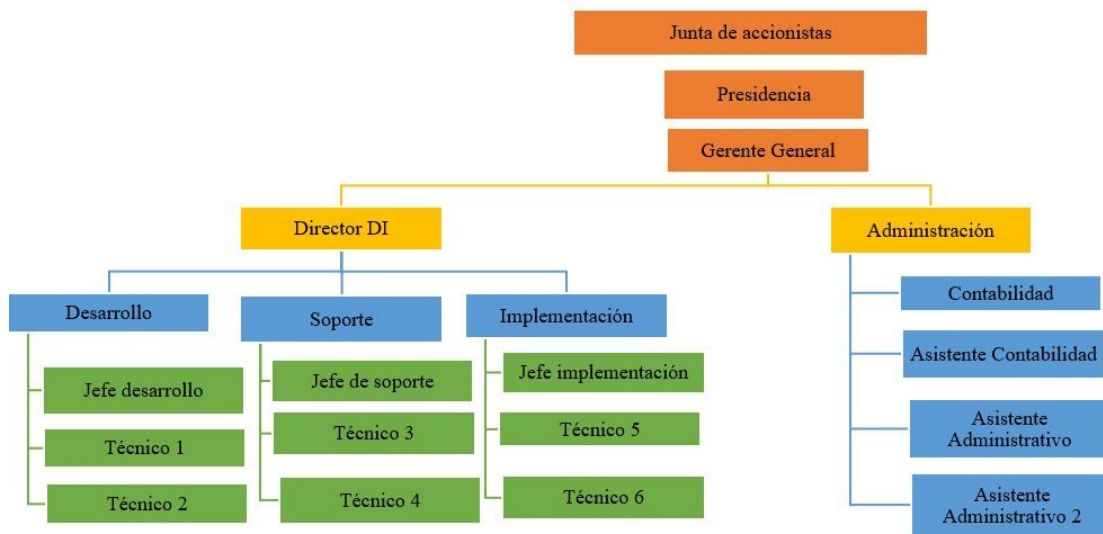 Junta de accionistas
Presidencia
Gerente General
Director DI
Administración
Desarrollo
Soporte
Implementación
Contabilidad
Jefe desarrollo
Jefe de soporte
Jefe implementación
Asistente Contabilidad
Técnico 1
Técnico 3
Técnico 5
Asistente
Administrativo
Técnico 2
Técnico 4
Técnico 6
Asistente
Administrativo 2